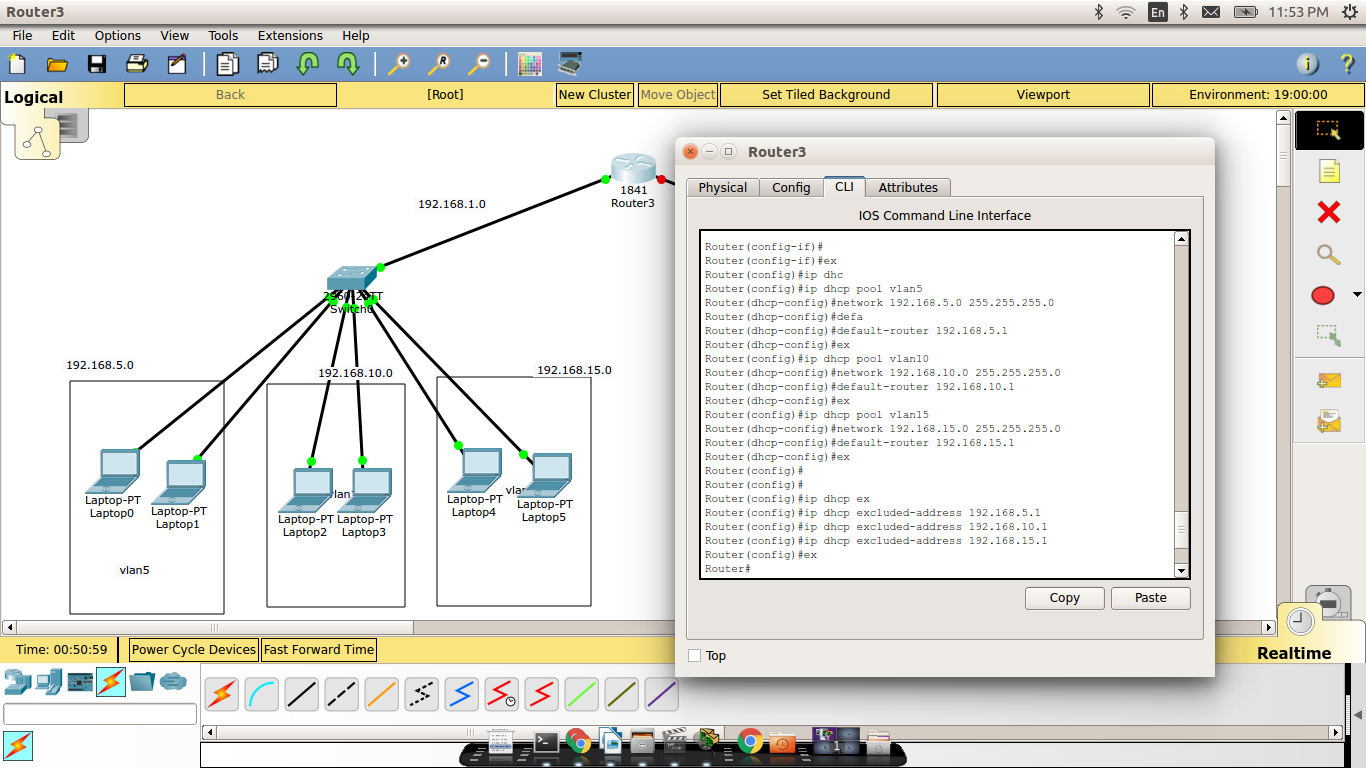 Router3
En
11:53 PM
File Edit Options View Tools Extensions Help
Logical
Back
[Root]
New Cluster
Move Object
Set Tiled Background
Viewport
Environment: 19:00:00
192.168.1.0
1841
Router3
Switch0
192.168.5.0
192.168.10.0
192.168.15.0
Laptop-PT
Laptop0
Laptop-PT
Laptop1
Laptop-PT
Laptop2
Laptop-PT
Laptop3
Laptop-PT
Laptop4
Laptop-PT
Laptop5
vlan5
Router3
Physical
Config
CLI
Attributes
IOS Command Line Interface
Router(config-if)#
Router(config-if)#ex
Router(config)#ip dhc
Router(config)#ip dhcp pool vlan5
Router(dhcp-config)#network 192.168.5.0 255.255.255.0
Router(dhcp-config)#defa
Router(dhcp-config)#default-router 192.168.5.1
Router(dhcp-config)#ex
Router(config)#ip dhcp pool vlan10
Router(dhcp-config)#network 192.168.10.0 255.255.255.0
Router(dhcp-config)#default-router 192.168.10.1
Router(dhcp-config)#ex
Router(config)#ip dhcp pool vlan15
Router(dhcp-config)#network 192.168.15.0 255.255.255.0
Router(dhcp-config)#default-router 192.168.15.1
Router(dhcp-config)#ex
Router(config)#
Router(config)#
Router(config)#ip dhcp ex
Router(config)#ip dhcp excluded-address 192.168.5.1
Router(config)#ip dhcp excluded-address 192.168.10.1
Router(config)#ip dhcp excluded-address 192.168.15.1
Router(config)#ex
Router#
Copy
Paste
Top
Time: 00:50:59
Power Cycle Devices
Fast Forward Time
Realtime
1